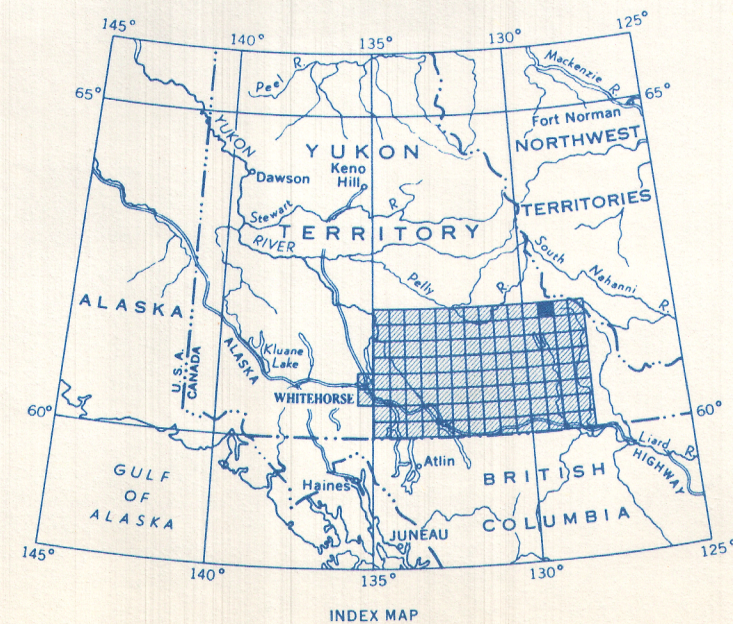 145°
140°
135°
130°
125°
Peel R.
Mackenzie R.
65°
65°
Fort Norman
YUKON
YUKON
NORTHWEST
Keno Hill
Dawson
TERRITORIES
Stewart R.
TERRITORY
RIVER
South Nahanni R.
Pelly R.
ALASKA
U.S.A.
CANADA
ALASKA
Kluane
Lake
WHITEHORSE
60°
60°
Liard R.
HIGHWAY
Atlin
BRITISH
COLUMBIA
GULF
OF
ALASKA
Haines
JUNEAU
145°
140°
135°
130°
125°
INDEX MAP